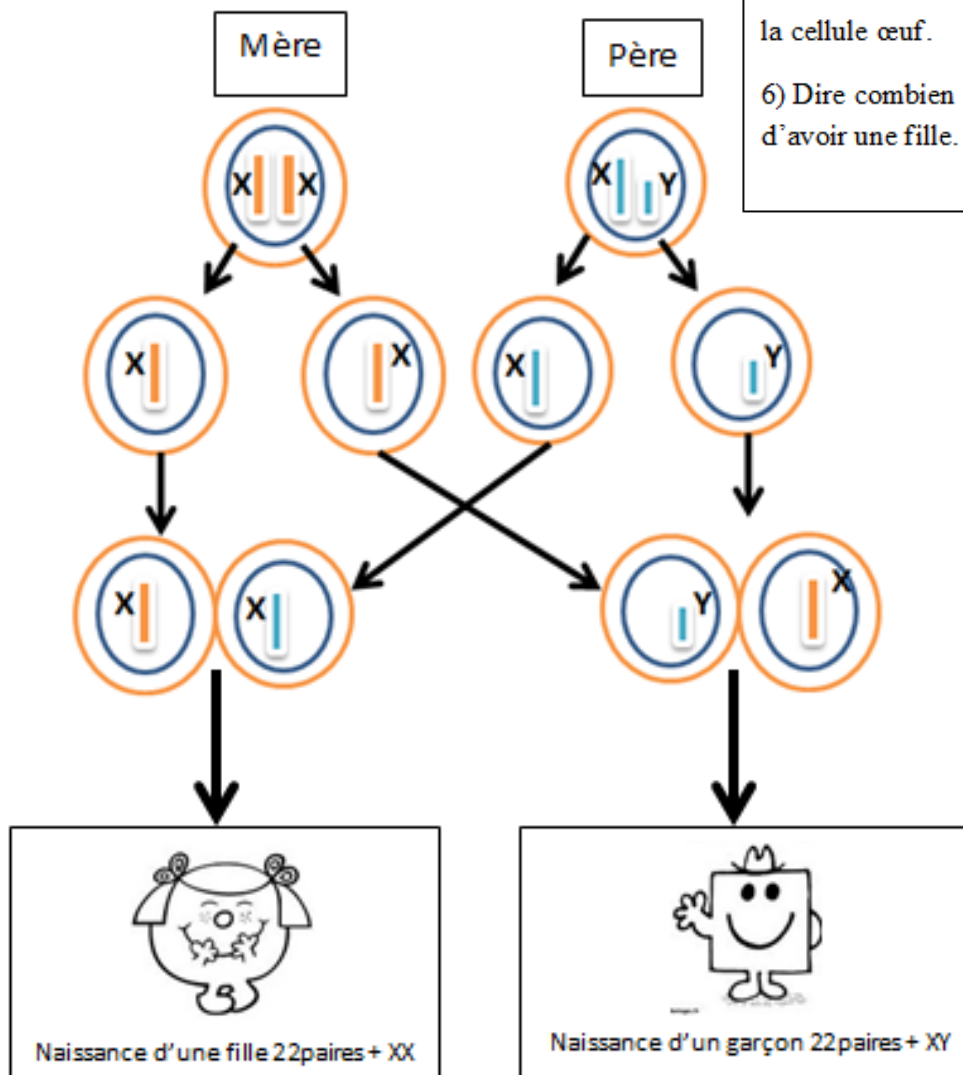 la cellule œuf.
6) Dire combien
d'avoir une fille.
Mère
Père
X X
X Y
X
X
X
Y
X
X
Y
X
Naissance d'une fille 22paires + XX
Naissance d'un garçon 22paires + XY